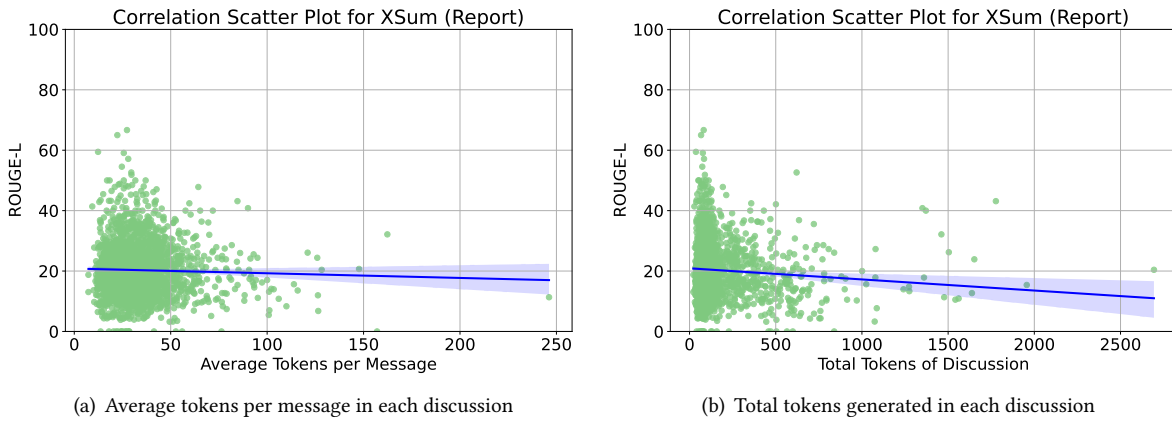 Correlation Scatter Plot for XSum (Report)
100
80
60
40
20
0
ROUGE-L
0 50 100 150 200 250
Average Tokens per Message
(a) Average tokens per message in each discussion
Correlation Scatter Plot for XSum (Report)
100
80
60
40
20
0
ROUGE-L
0 500 1000 1500 2000 2500
Total Tokens of Discussion
(b) Total tokens generated in each discussion